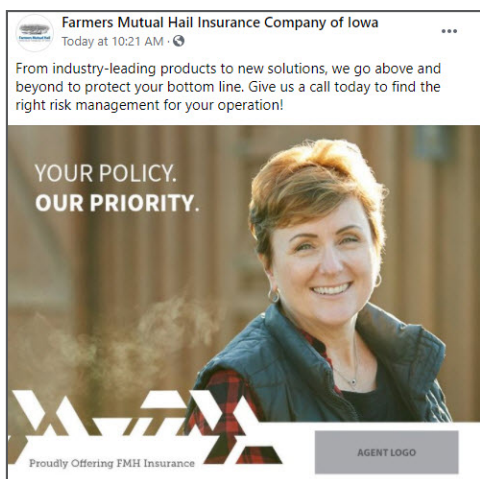 Farmers Mutual Hail Insurance Company of Iowa
Today at 10:21 AM ·
From industry-leading products to new solutions, we go above and
beyond to protect your bottom line. Give us a call today to find the
right risk management for your operation!
YOUR POLICY.
OUR PRIORITY.
Proudly Offering FMH Insurance
AGENT LOGO